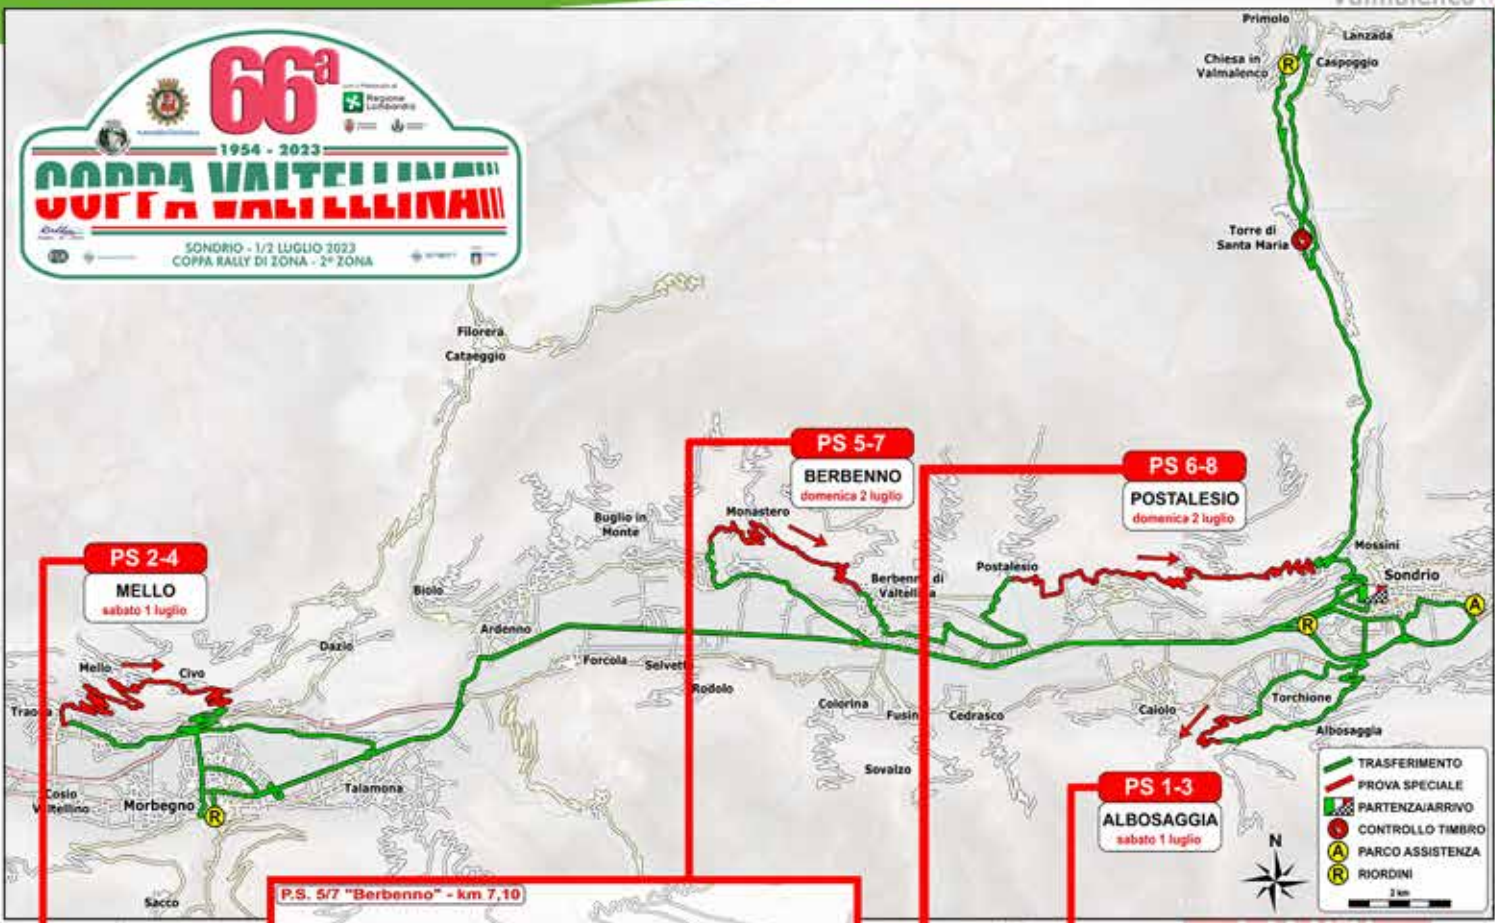 66a
Regione
Lombardia
1954 - 2023
COPPA VALTELLINA
SONDRIO - 1/2 LUGLIO 2023
COPPA RALLY DI ZONA - 2ª ZONA
Primolo
Lanzada
Chiesa in
Valmalenco
Caspoggio
R
Torre di
Santa Maria
Filorera
Cataeggio
PS 5-7
BERBENNO
domenica 2 luglio
PS 6-8
POSTALESIO
domenica 2 luglio
Monastero
Buglio in
Monte
Postalesio
Mossini
Sondrio
PS 2-4
MELLO
sabato 1 luglio
Berbenno di
Valtellina
Biolo
A
R
Ardenno
Dazio
Forcola
Selvetta
Rodolo
Mello
Civo
Traona
Colorina
Fusine
Cedrasco
Caiolo
Torchione
Albosaggia
Sovalzo
Talamona
Cosio
Valtellino
Morbegno
R
Sacco
PS 1-3
ALBOSAGGIA
sabato 1 luglio
P.S. 5/7 "Berbenno" - km 7,10
N
TRASFERIMENTO
PROVA SPECIALE
PARTENZA/ARRIVO
CONTROLLO TIMBRO
A PARCO ASSISTENZA
R RIORDINI
2 km